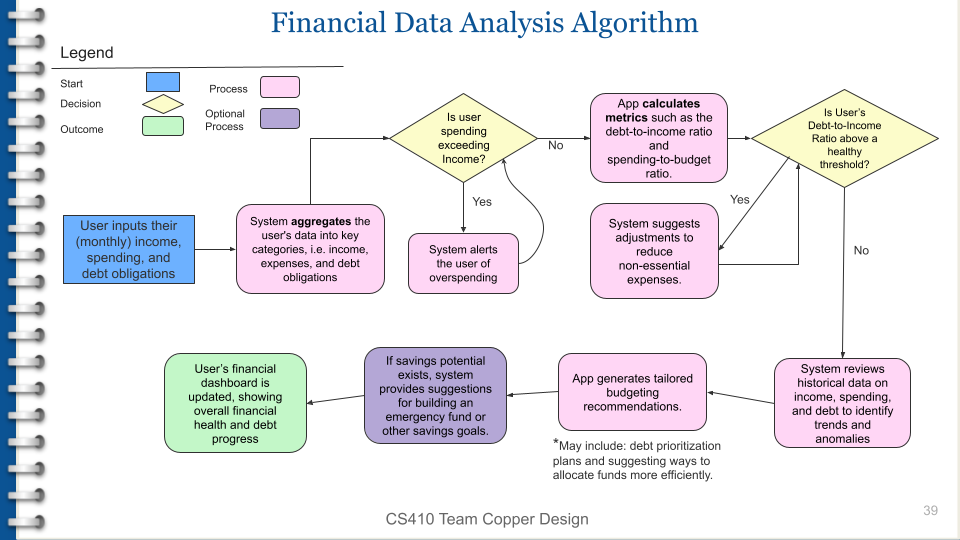 Financial Data Analysis Algorithm
Legend
Start
Decision
Outcome
Process
Optional
Process
User inputs their
(monthly) income,
spending, and
debt obligations
System aggregates the
user's data into key
categories, i.e. income,
expenses, and debt
obligations
Is user
spending
exceeding
Income?
Yes
No
System alerts
the user of
overspending
App calculates
metrics such as the
debt-to-income ratio
and
spending-to-budget
ratio.
Is User’s
Debt-to-Income
Ratio above a
healthy
threshold?
Yes
No
System suggests
adjustments to
reduce
non-essential
expenses.
System reviews
historical data on
income, spending,
and debt to identify
trends and
anomalies
App generates tailored
budgeting
recommendations.
*May include: debt prioritization
plans and suggesting ways to
allocate funds more efficiently.
If savings potential
exists, system
provides suggestions
for building an
emergency fund or
other savings goals.
User’s financial
dashboard is
updated, showing
overall financial
health and debt
progress
CS410 Team Copper Design
39